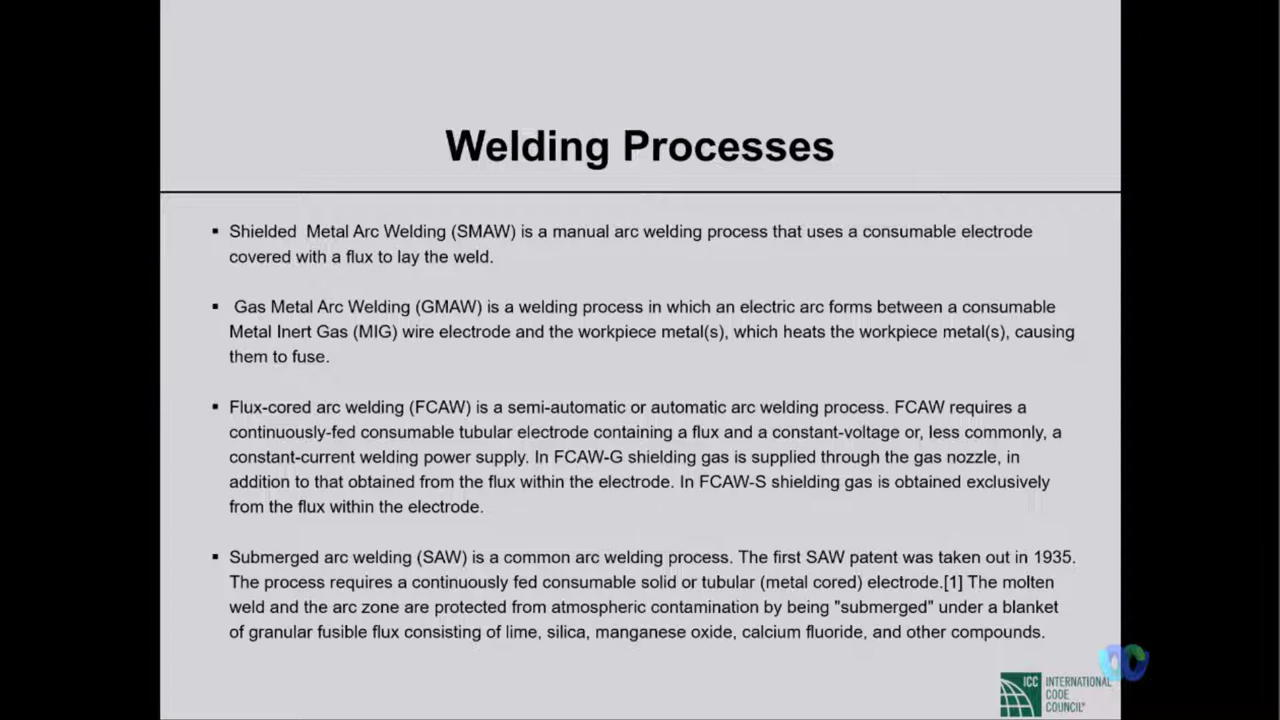 Welding Processes
▪ Shielded  Metal Arc Welding (SMAW) is a manual arc welding process that uses a consumable electrode
covered with a flux to lay the weld.
▪ Gas Metal Arc Welding (GMAW) is a welding process in which an electric arc forms between a consumable
Metal Inert Gas (MIG) wire electrode and the workpiece metal(s), which heats the workpiece metal(s), causing
them to fuse.
▪ Flux-cored arc welding (FCAW) is a semi-automatic or automatic arc welding process. FCAW requires a
continuously-fed consumable tubular electrode containing a flux and a constant-voltage or, less commonly, a
constant-current welding power supply. In FCAW-G shielding gas is supplied through the gas nozzle, in
addition to that obtained from the flux within the electrode. In FCAW-S shielding gas is obtained exclusively
from the flux within the electrode.
▪ Submerged arc welding (SAW) is a common arc welding process. The first SAW patent was taken out in 1935.
The process requires a continuously fed consumable solid or tubular (metal cored) electrode.[1] The molten
weld and the arc zone are protected from atmospheric contamination by being "submerged" under a blanket
of granular fusible flux consisting of lime, silica, manganese oxide, calcium fluoride, and other compounds.
ICC INTERNATIONAL
CODE
COUNCIL®